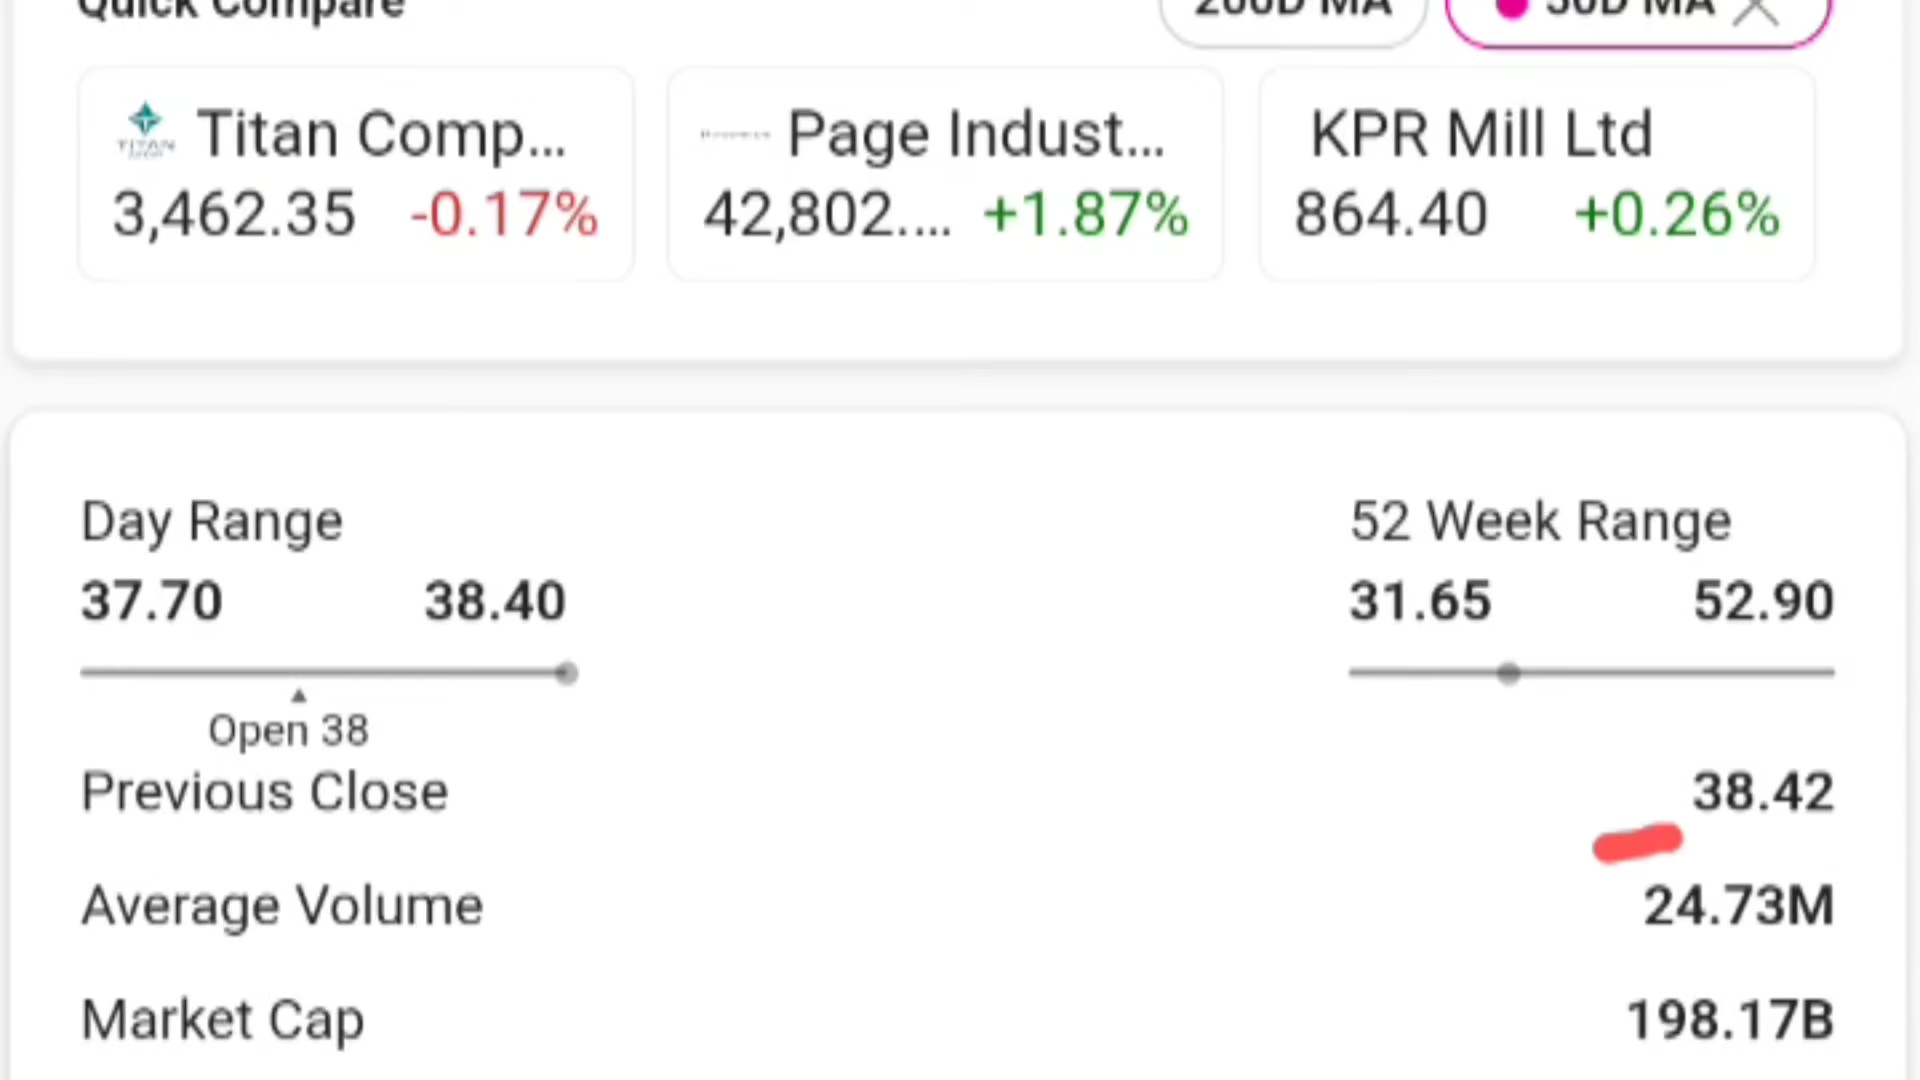 Quick Compare
200D MA
50D MA
TITAN
Titan Comp...
3,462.35 -0.17%
Page Indust...
42,802.... +1.87%
KPR Mill Ltd
864.40 +0.26%
Day Range
37.70 38.40
Open 38
52 Week Range
31.65 52.90
Previous Close 38.42
Average Volume 24.73M
Market Cap 198.17B